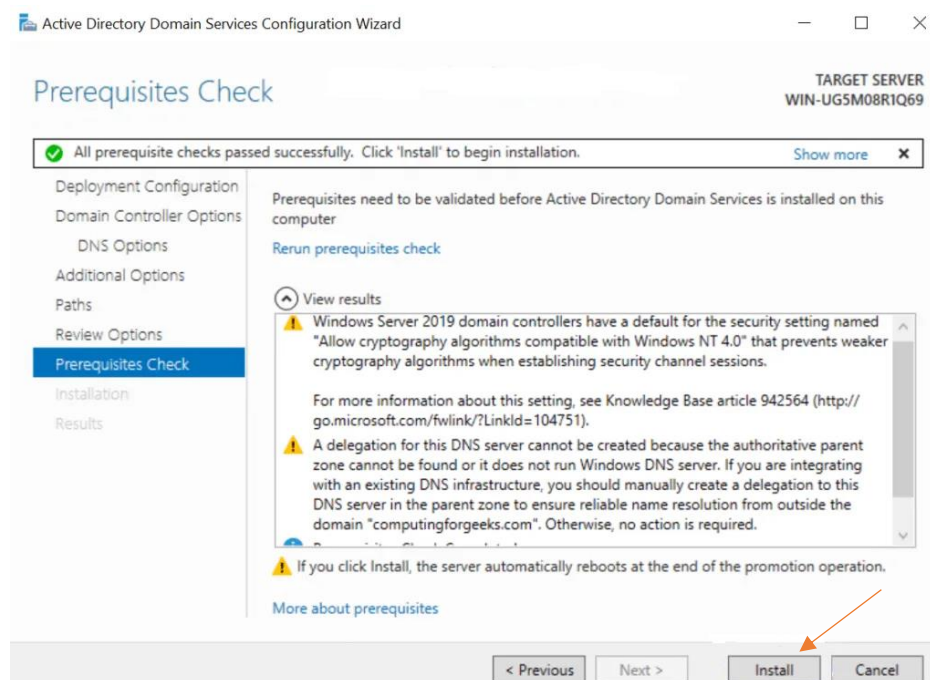 Active Directory Domain Services Configuration Wizard
Prerequisites Check
TARGET SERVER
WIN-UG5M08R1Q69
All prerequisite checks passed successfully. Click 'Install' to begin installation.
Show more
Deployment Configuration
Domain Controller Options
DNS Options
Additional Options
Paths
Review Options
Prerequisites Check
Installation
Results
Prerequisites need to be validated before Active Directory Domain Services is installed on this
computer
Rerun prerequisites check
View results
Windows Server 2019 domain controllers have a default for the security setting named
"Allow cryptography algorithms compatible with Windows NT 4.0" that prevents weaker
cryptography algorithms when establishing security channel sessions.
For more information about this setting, see Knowledge Base article 942564 (http://
go.microsoft.com/fwlink/?LinkId=104751).
A delegation for this DNS server cannot be created because the authoritative parent
zone cannot be found or it does not run Windows DNS server. If you are integrating
with an existing DNS infrastructure, you should manually create a delegation to this
DNS server in the parent zone to ensure reliable name resolution from outside the
domain "computingforgeeks.com". Otherwise, no action is required.
If you click Install, the server automatically reboots at the end of the promotion operation.
More about prerequisites
< Previous
Next >
Install
Cancel